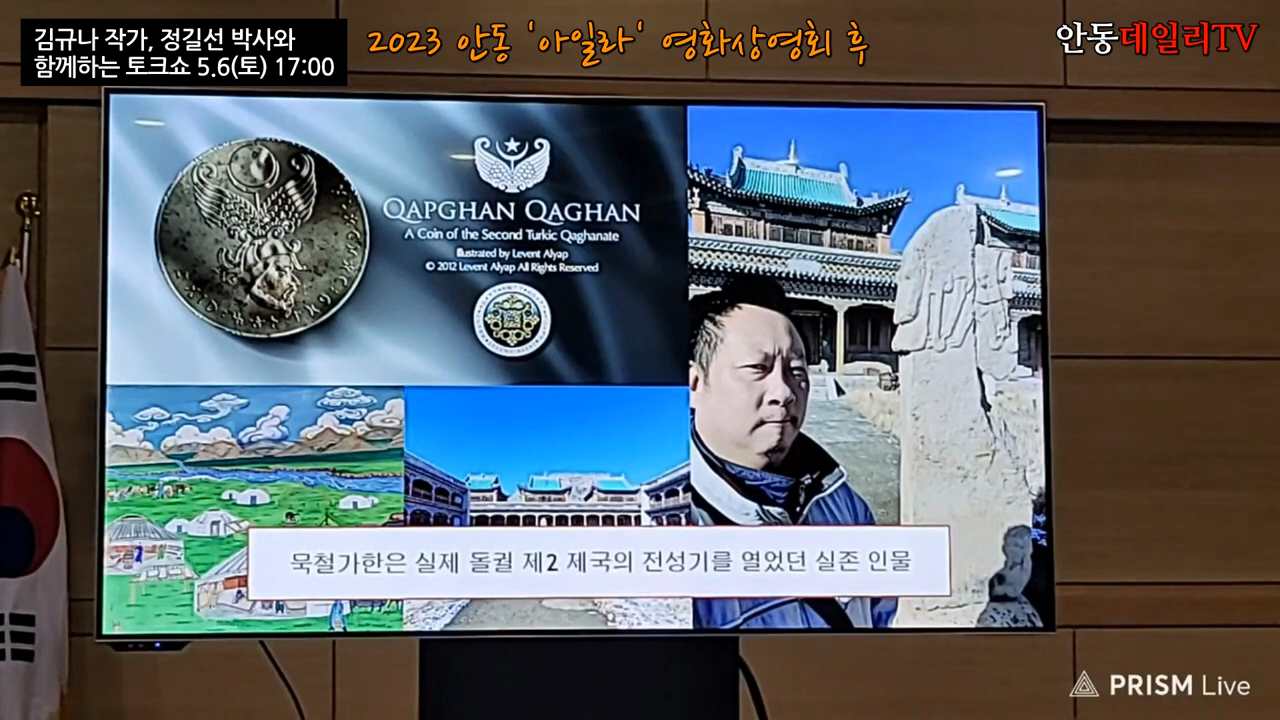 김규나 작가, 정길선 박사와
함께하는 토크쇼 5.6(토) 17:00
2023 안동 '아일라' 영화상영회 후
안동데일리TV
QAPGHAN QAGHAN
A Coin of the Second Turkic Qaghanate
Illustrated by Levent Alyap
© 2012 Levent Alyap All Rights Reserved
묵철가한은 실제 돌궐 제2 제국의 전성기를 열었던 실존 인물
PRISM Live